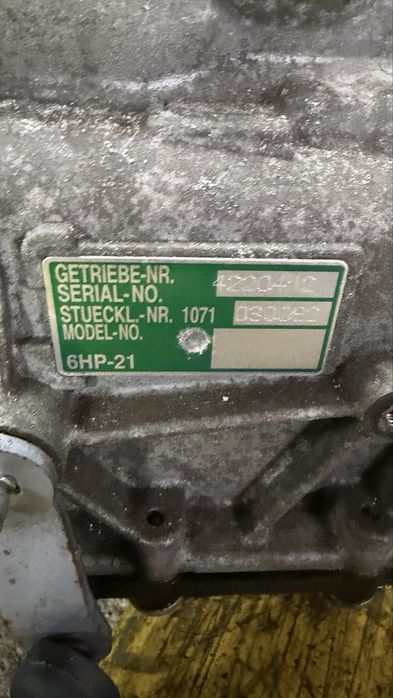 GETRIEBE-NR.
SERIAL-NO.
STUECKL.-NR. 1071
MODEL-NO.
6HP-21